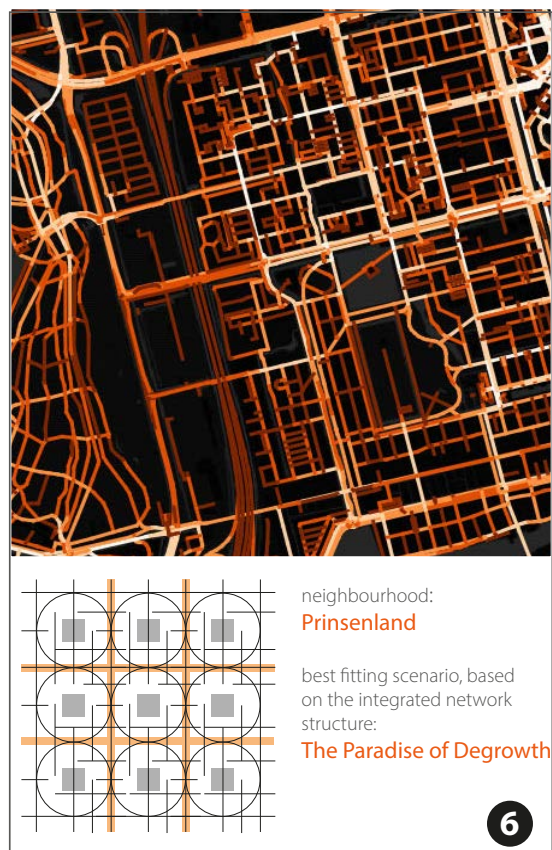 neighbourhood:
Prinsenland
best fitting scenario, based
on the integrated network
structure:
The Paradise of Degrowth
6